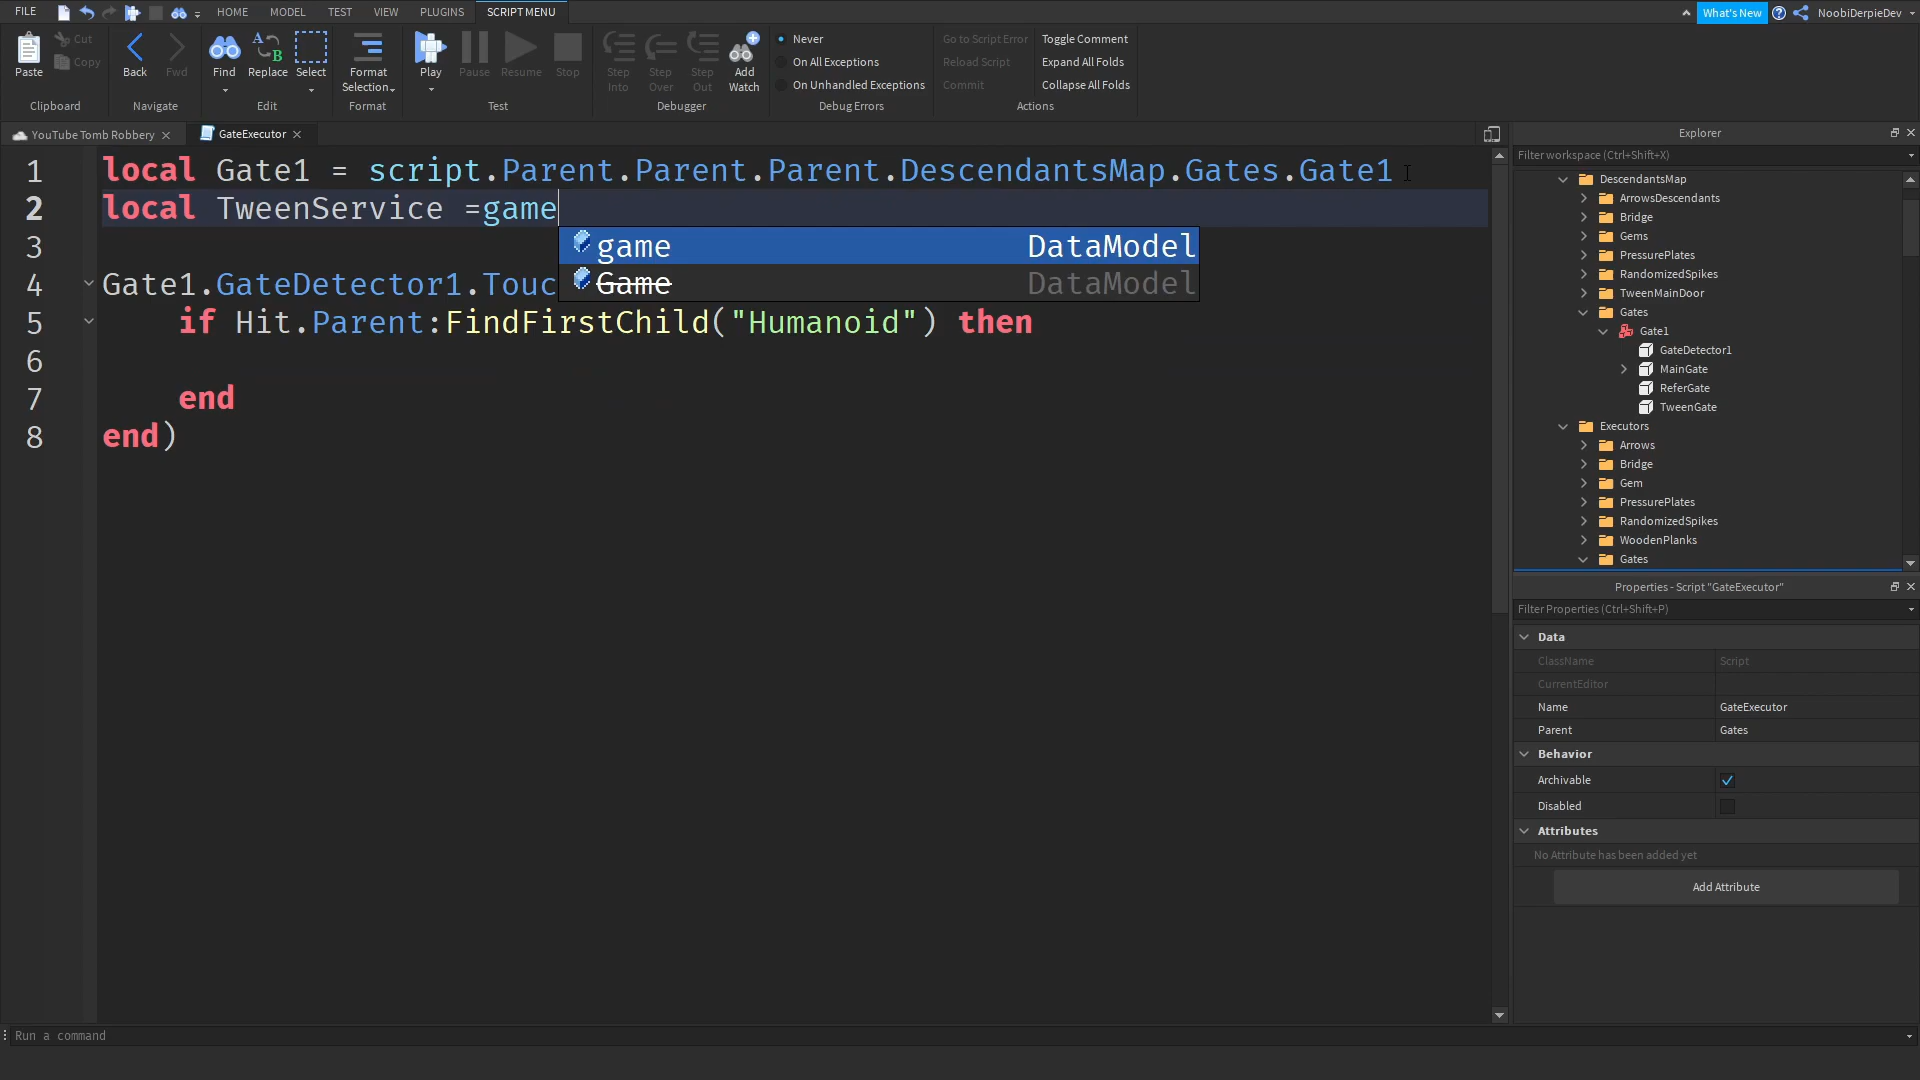 FILE HOME MODEL TEST VIEW PLUGINS SCRIPT MENU What's New NoobiDerpieDev
Paste Cut Copy Back Fwd Find Replace Select Format Selection Play Pause Resume Stop Step Into Step Over Step Out Add Watch
Never
On All Exceptions
On Unhandled Exceptions
Go to Script Error
Reload Script
Commit
Toggle Comment
Expand All Folds
Collapse All Folds
Clipboard Navigate Edit Format Test Debugger Debug Errors Actions
YouTube Tomb Robbery GateExecutor
1 local Gate1 = script.Parent.Parent.Parent.DescendantsMap.Gates.Gate1
2 local TweenService =game
game DataModel
Game DataModel
3
4 Gate1.GateDetector1.Touc
5 if Hit.Parent:FindFirstChild("Humanoid") then
6
7 end
8 end)
Explorer
Filter workspace (Ctrl+Shift+X)
DescendantsMap
ArrowsDescendants
Bridge
Gems
PressurePlates
RandomizedSpikes
TweenMainDoor
Gates
Gate1
GateDetector1
MainGate
ReferGate
TweenGate
Executors
Arrows
Bridge
Gem
PressurePlates
RandomizedSpikes
WoodenPlanks
Gates
Properties - Script "GateExecutor"
Filter Properties (Ctrl+Shift+P)
Data
ClassName Script
CurrentEditor
Name GateExecutor
Parent Gates
Behavior
Archivable
Disabled
Attributes
No Attribute has been added yet
Add Attribute
Run a command